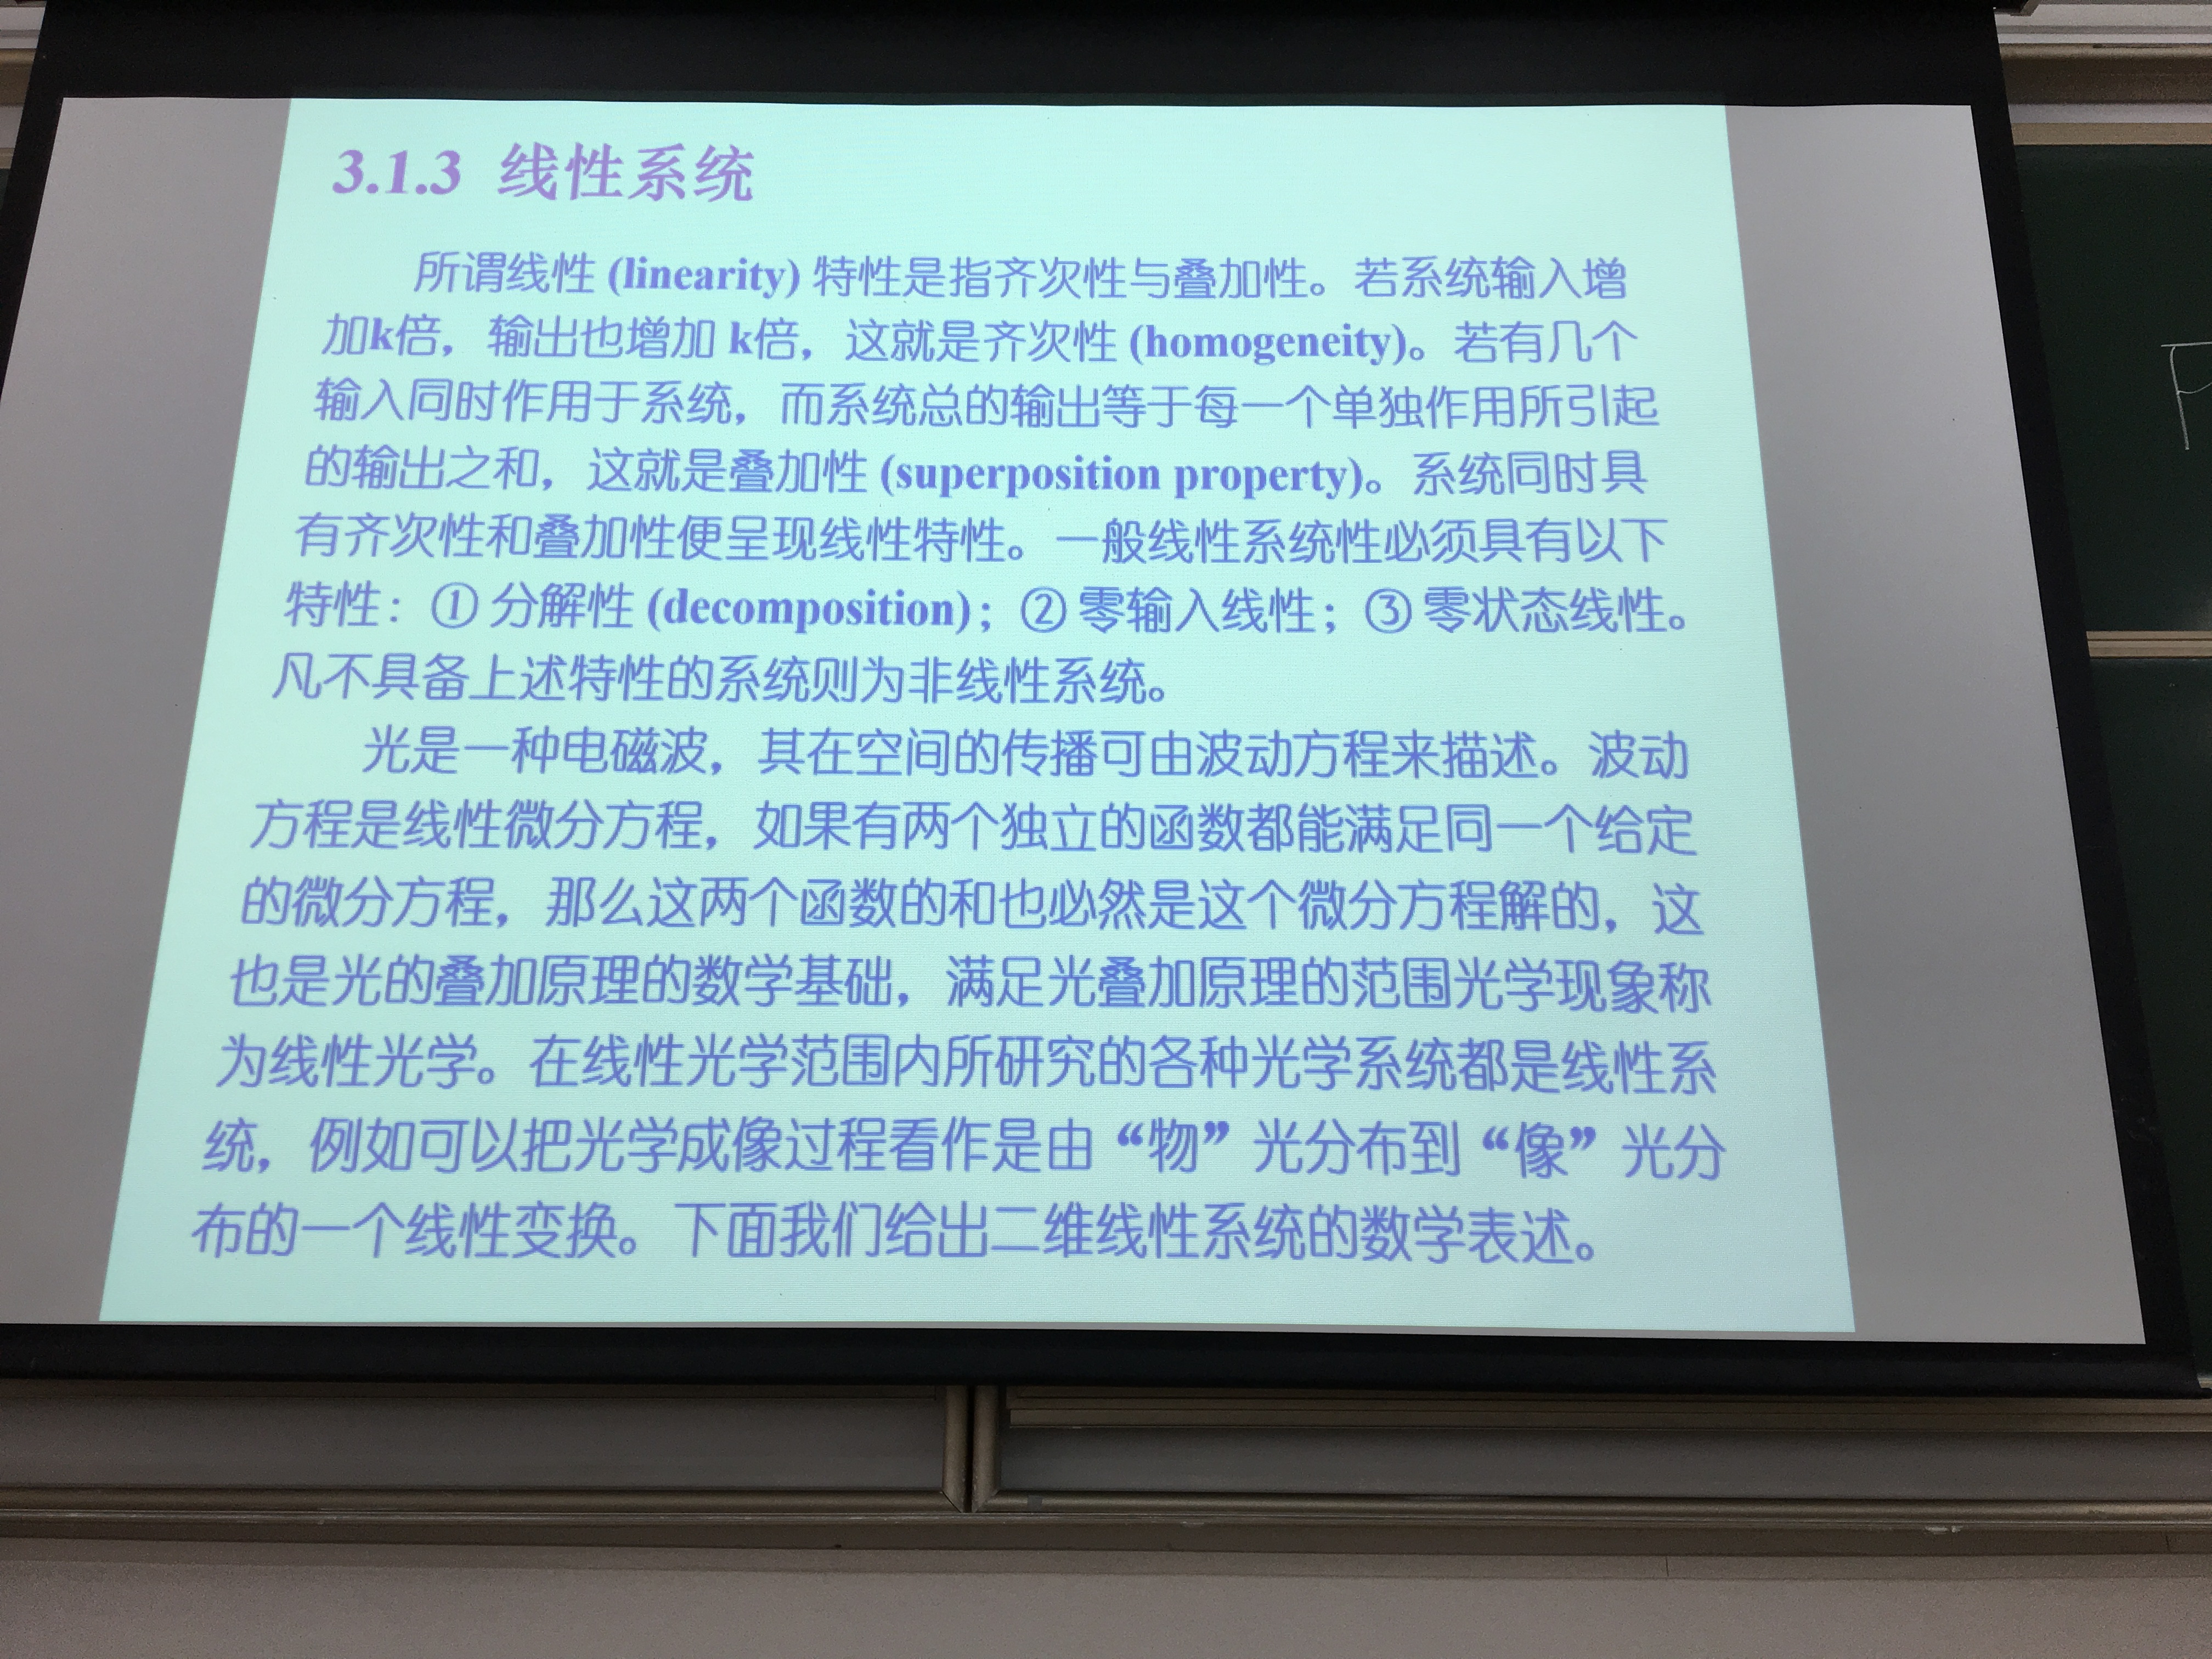 3.1.3 线性系统
所谓线性 (linearity) 特性是指齐次性与叠加性。若系统输入增
加k倍，输出也增加 k倍，这就是齐次性 (homogeneity)。若有几个
输入同时作用于系统，而系统总的输出等于每一个单独作用所引起
的输出之和，这就是叠加性 (superposition property)。系统同时具
有齐次性和叠加性便呈现线性特性。一般线性系统性必须具有以下
特性：① 分解性 (decomposition)；② 零输入线性；③ 零状态线性。
凡不具备上述特性的系统则为非线性系统。
光是一种电磁波，其在空间的传播可由波动方程来描述。波动
方程是线性微分方程，如果有两个独立的函数都能满足同一个给定
的微分方程，那么这两个函数的和也必然是这个微分方程解的，这
也是光的叠加原理的数学基础，满足光叠加原理的范围光学现象称
为线性光学。在线性光学范围内所研究的各种光学系统都是线性系
统，例如可以把光学成像过程看作是由“物”光分布到“像”光分
布的一个线性变换。下面我们给出二维线性系统的数学表述。